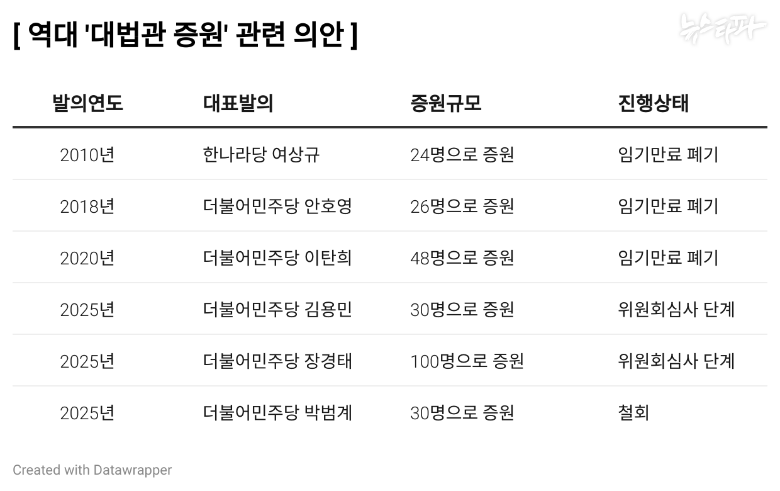 [ 역대 '대법관 증원' 관련 의안 ]
뉴스타파
발의연도 대표발의 증원규모 진행상태
2010년 한나라당 여상규 24명으로 증원 임기만료 폐기
2018년 더불어민주당 안호영 26명으로 증원 임기만료 폐기
2020년 더불어민주당 이탄희 48명으로 증원 임기만료 폐기
2025년 더불어민주당 김용민 30명으로 증원 위원회심사 단계
2025년 더불어민주당 장경태 100명으로 증원 위원회심사 단계
2025년 더불어민주당 박범계 30명으로 증원 철회
Created with Datawrapper